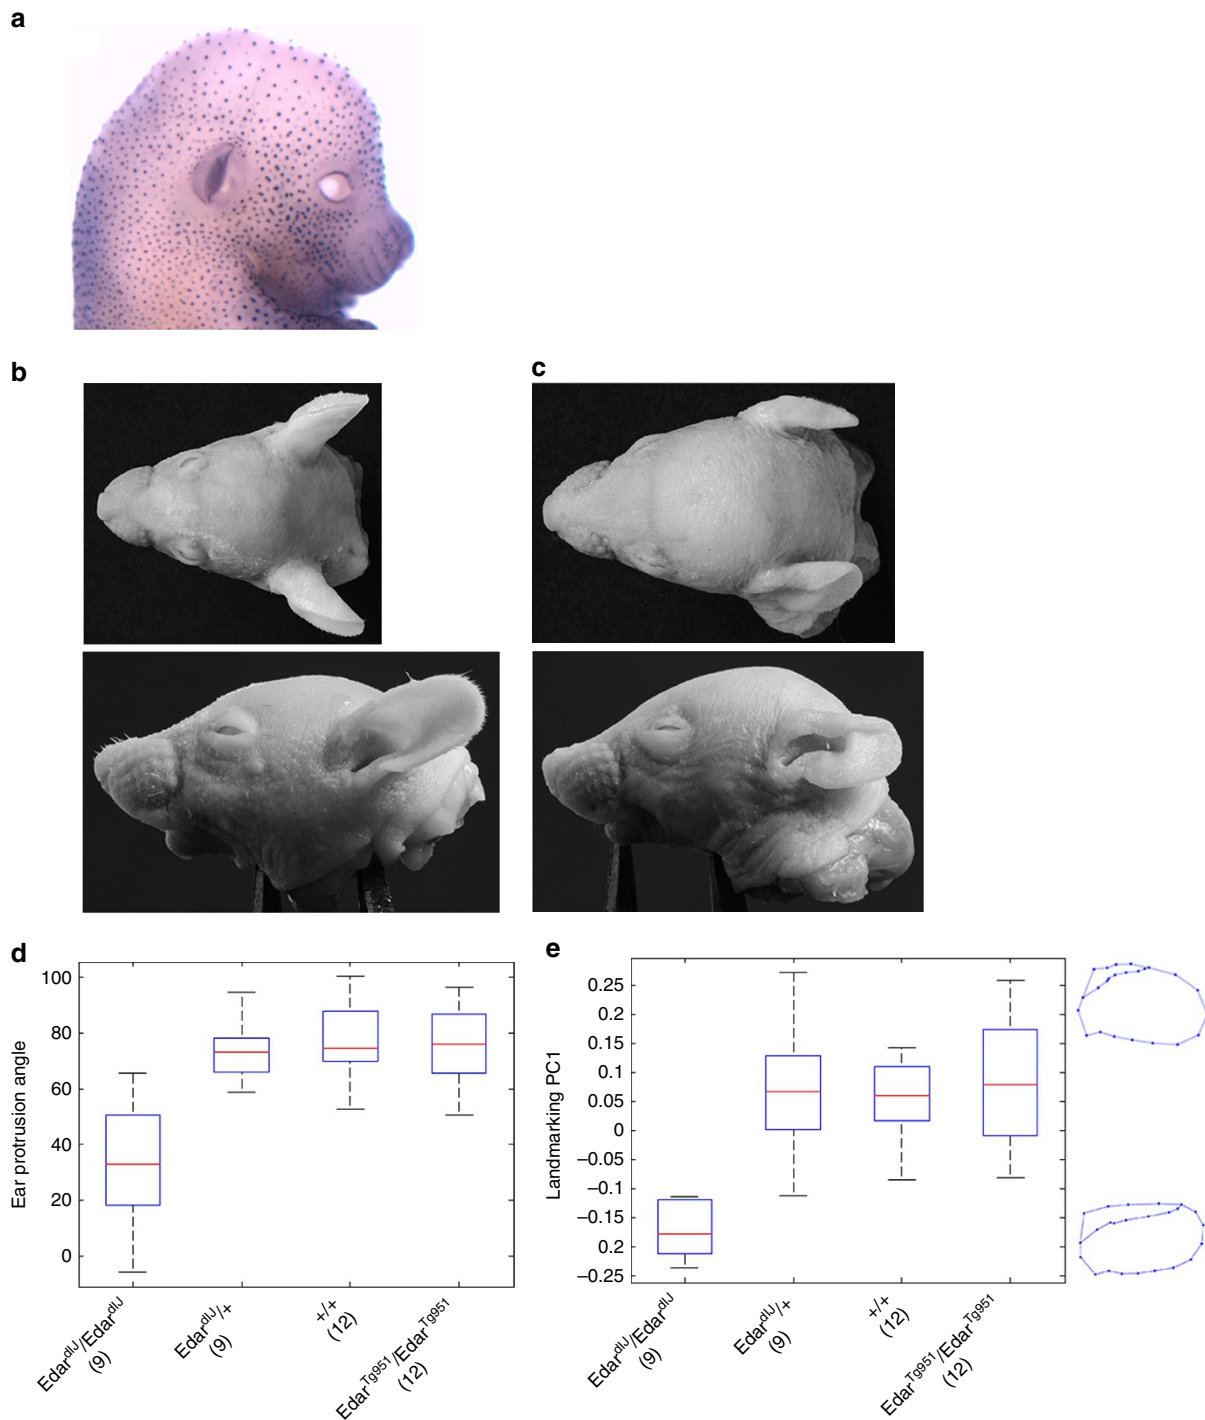 a
b
c
d
Ear protrusion angle
100
80
60
40
20
0
Edar^dlJ/Edar^dlJ
(9)
Edar^dlJ/+
(9)
+/+
(12)
Edar^Tg951/Edar^Tg951
(12)
e
Landmarking PC1
0.25
0.2
0.15
0.1
0.05
0
–0.05
–0.1
–0.15
0.2
–0.25
Edar^dlJ/Edar^dlJ
(9)
Edar^dlJ/+
(9)
+/+
(12)
Edar^Tg951/Edar^Tg951
(12)